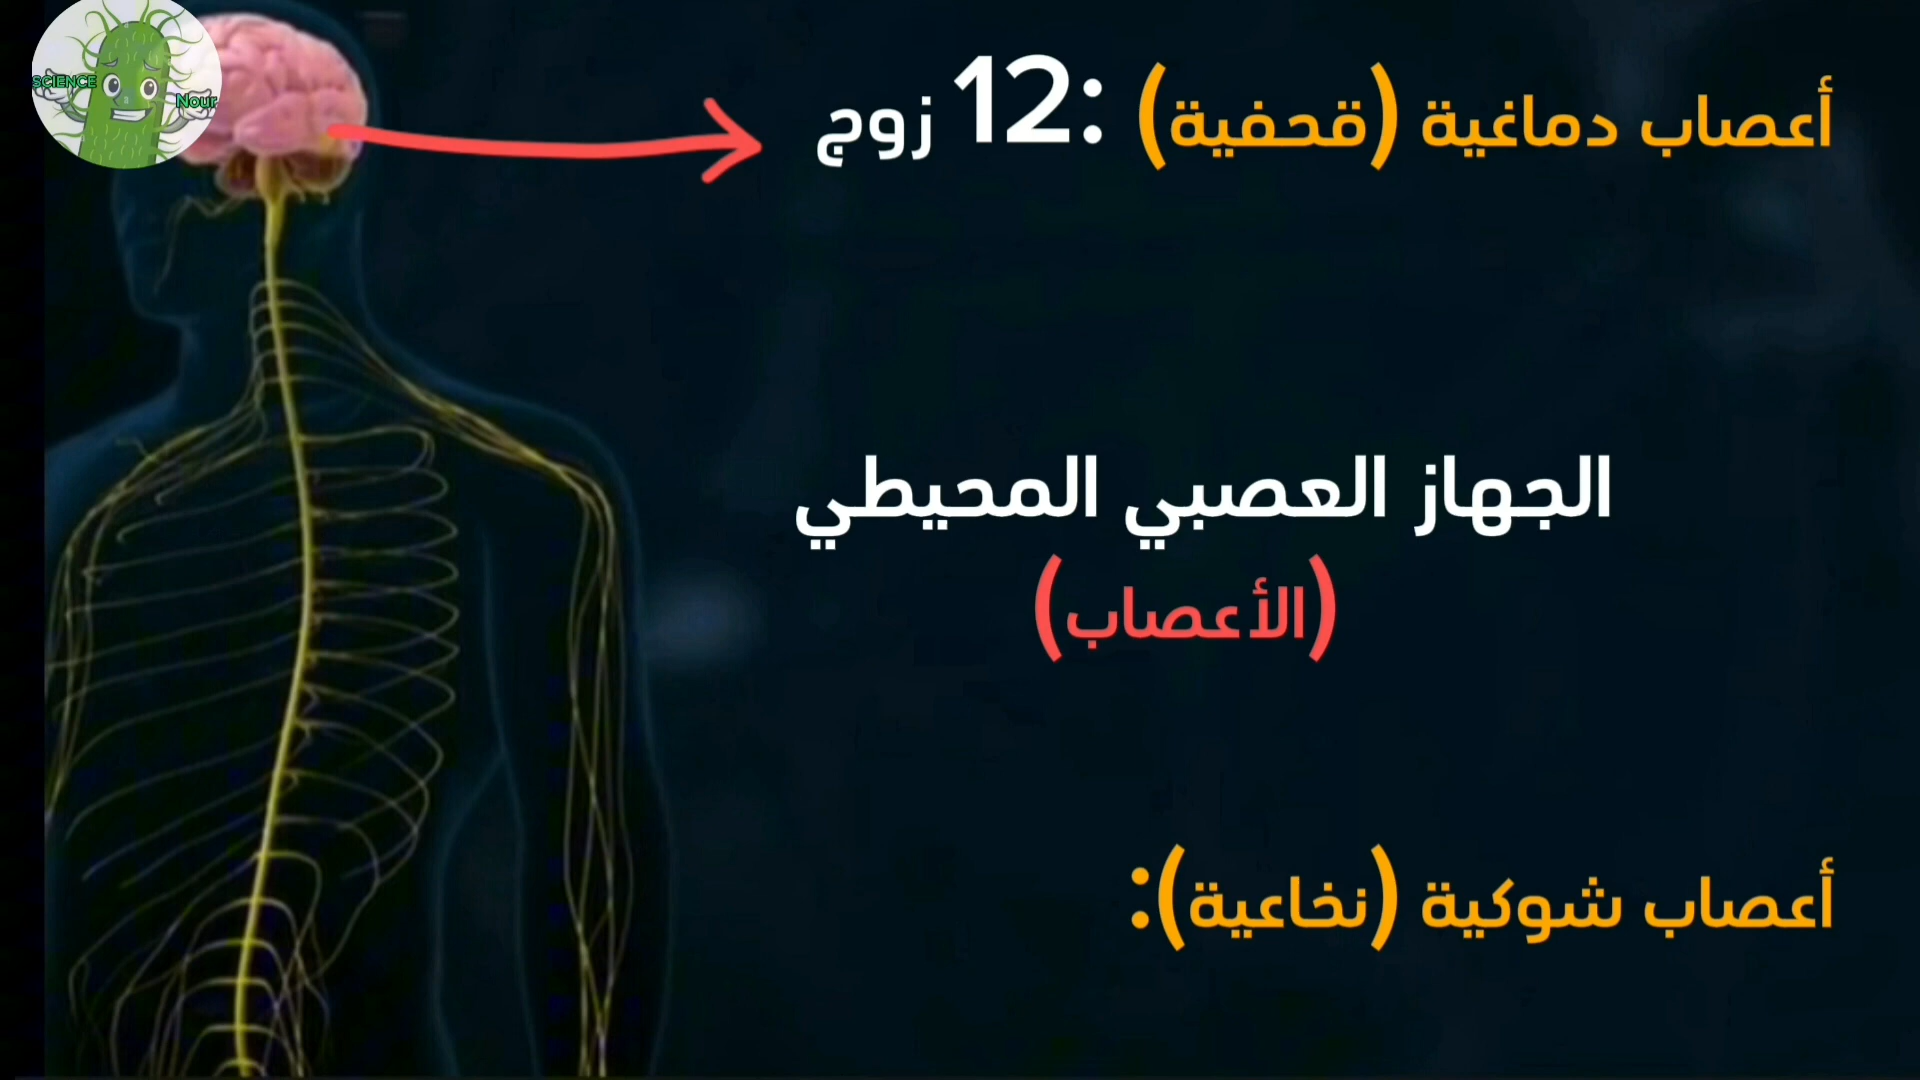 SCIENCE
Nour
أعصاب دماغية (قحفية) :12 زوج
الجهاز العصبي المحيطي
(الأعصاب)
أعصاب شوكية (نخاعية):